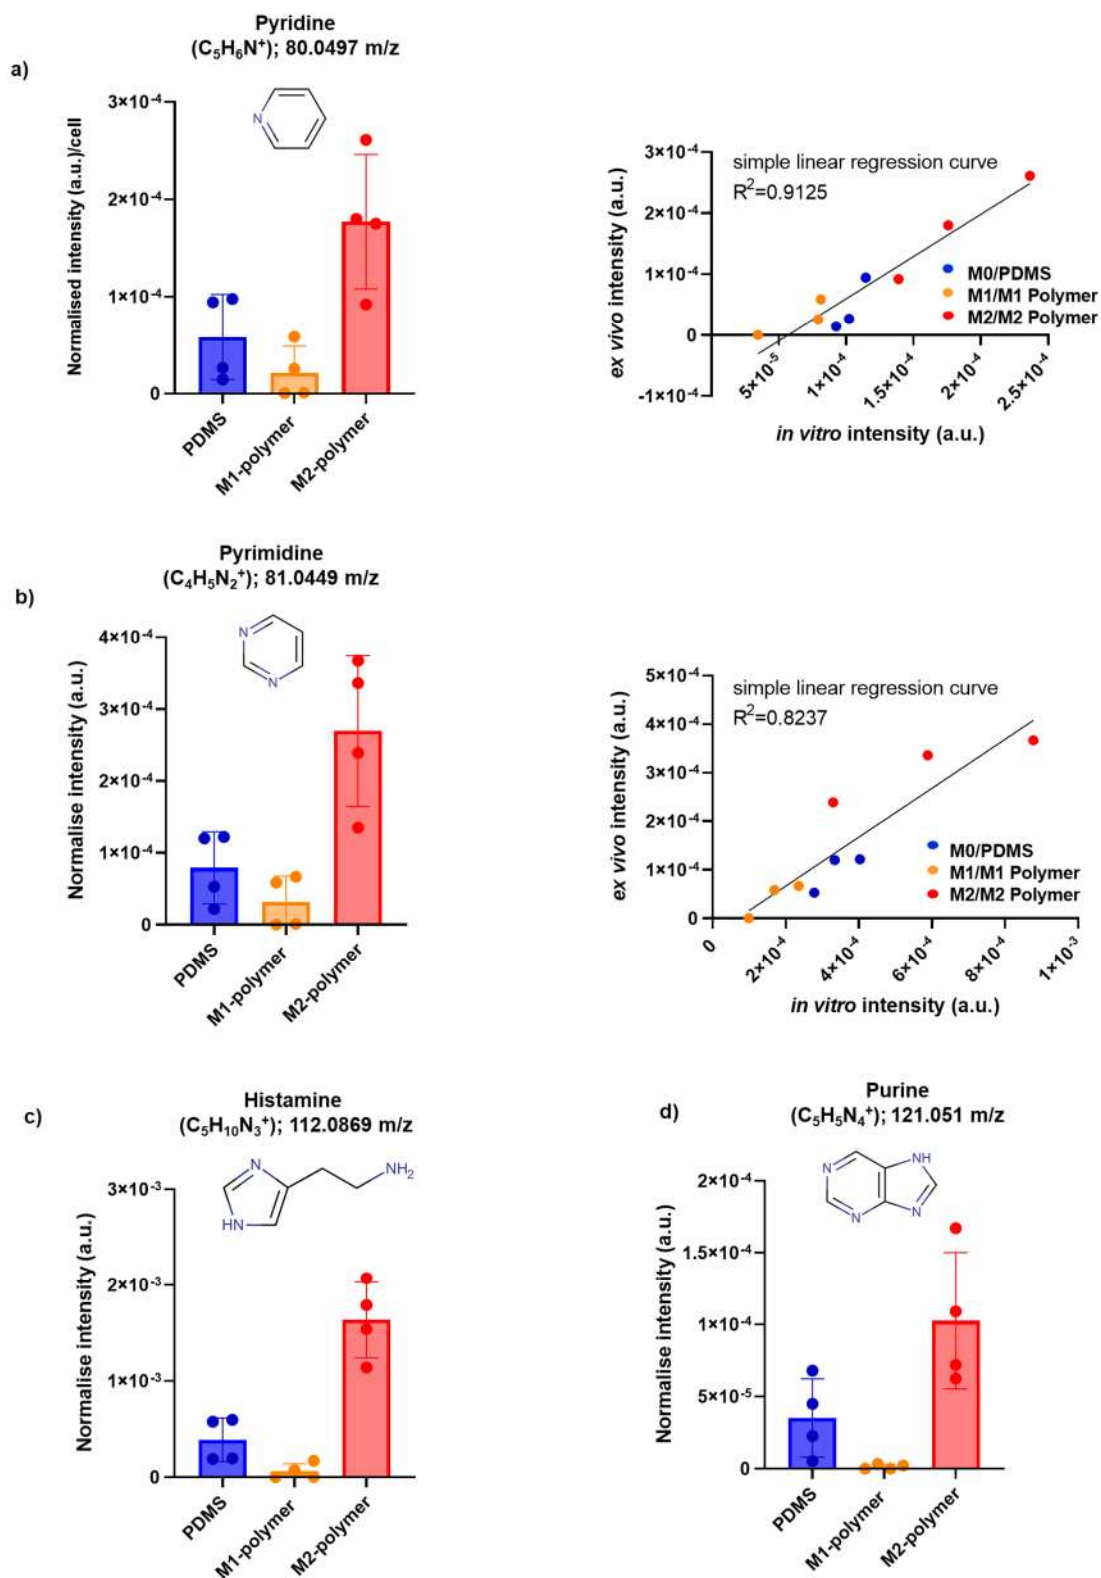 Pyridine
(C₅H₆N⁺); 80.0497 m/z
a)
Normalised intensity (a.u.)/cell
3×10⁻⁴
2×10⁻⁴
1×10⁻⁴
0
N
PDMS
M1-polymer
M2-polymer
ex vivo intensity (a.u.)
3×10⁻⁴
2×10⁻⁴
1×10⁻⁴
0
-1×10⁻⁴
simple linear regression curve
R²=0.9125
M0/PDMS
M1/M1 Polymer
M2/M2 Polymer
5×10⁻⁵
1×10⁻⁴
1.5×10⁻⁴
2×10⁻⁴
2.5×10⁻⁴
in vitro intensity (a.u.)
Pyrimidine
(C₄H₅N₂⁺); 81.0449 m/z
b)
Normalise intensity (a.u.)
4×10⁻⁴
3×10⁻⁴
2×10⁻⁴
1×10⁻⁴
0
N
N
PDMS
M1-polymer
M2-polymer
ex vivo intensity (a.u.)
5×10⁻⁴
4×10⁻⁴
3×10⁻⁴
2×10⁻⁴
1×10⁻⁴
0
simple linear regression curve
R²=0.8237
M0/PDMS
M1/M1 Polymer
M2/M2 Polymer
0
2×10⁻⁴
4×10⁻⁴
6×10⁻⁴
8×10⁻⁴
1×10⁻³
in vitro intensity (a.u.)
c)
Histamine
(C₅H₁₀N₃⁺); 112.0869 m/z
Normalise intensity (a.u.)
3×10⁻³
2×10⁻³
1×10⁻³
0
N
NH₂
HN
PDMS
M1-polymer
M2-polymer
d)
Purine
(C₅H₅N₄⁺); 121.051 m/z
Normalise intensity (a.u.)
2×10⁻⁴
1.5×10⁻⁴
1×10⁻⁴
5×10⁻⁵
0
NH
N
N
N
PDMS
M1-polymer
M2-polymer